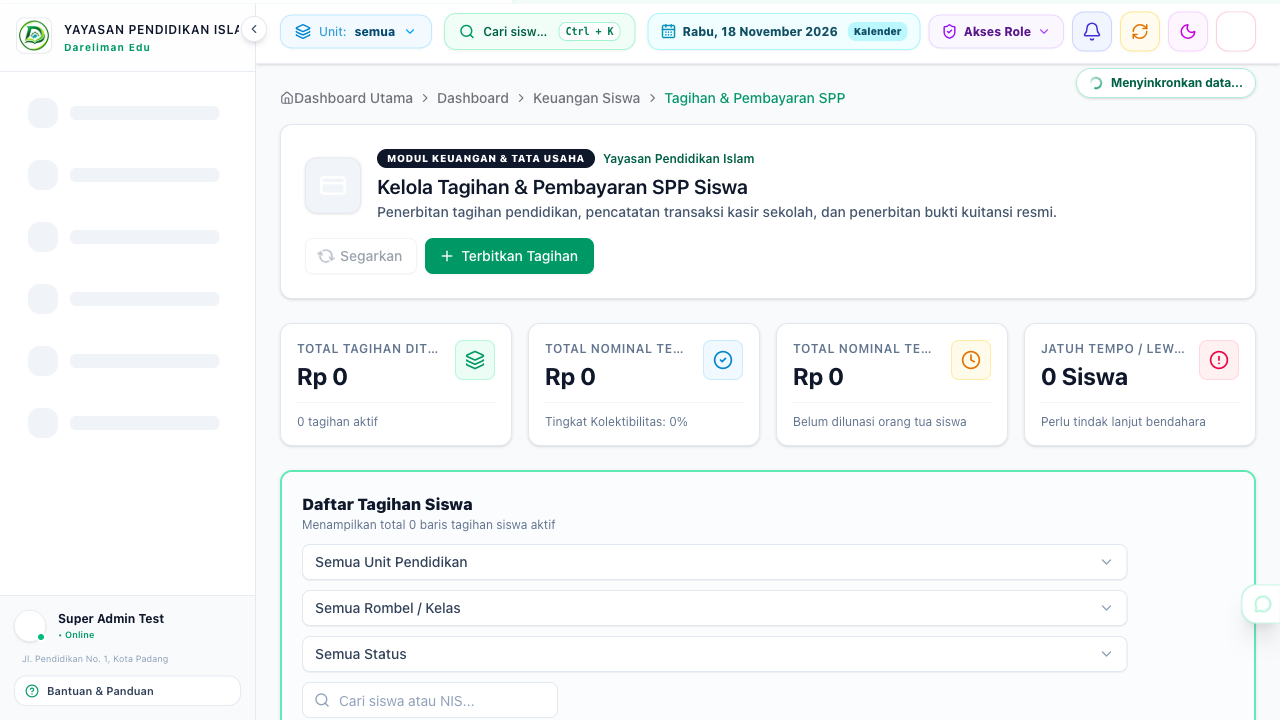 YAYASAN PENDIDIKAN ISLA
Dareliman Edu
Unit: semua
Cari sisw...
Ctrl + K
Rabu, 18 November 2026
Kalender
Akses Role
Menyinkronkan data...
Dashboard Utama
Dashboard
Keuangan Siswa
Tagihan & Pembayaran SPP
MODUL KEUANGAN & TATA USAHA
Yayasan Pendidikan Islam
Kelola Tagihan & Pembayaran SPP Siswa
Penerbitan tagihan pendidikan, pencatatan transaksi kasir sekolah, dan penerbitan bukti kuitansi resmi.
Segarkan
Terbitkan Tagihan
TOTAL TAGIHAN DIT...
Rp 0
0 tagihan aktif
TOTAL NOMINAL TE...
Rp 0
Tingkat Kolektibilitas: 0%
TOTAL NOMINAL TE...
Rp 0
Belum dilunasi orang tua siswa
JATUH TEMPO / LEW...
0 Siswa
Perlu tindak lanjut bendahara
Daftar Tagihan Siswa
Menampilkan total 0 baris tagihan siswa aktif
Semua Unit Pendidikan
Semua Rombel / Kelas
Semua Status
Cari siswa atau NIS...
Super Admin Test
• Online
Jl. Pendidikan No. 1, Kota Padang
Bantuan & Panduan